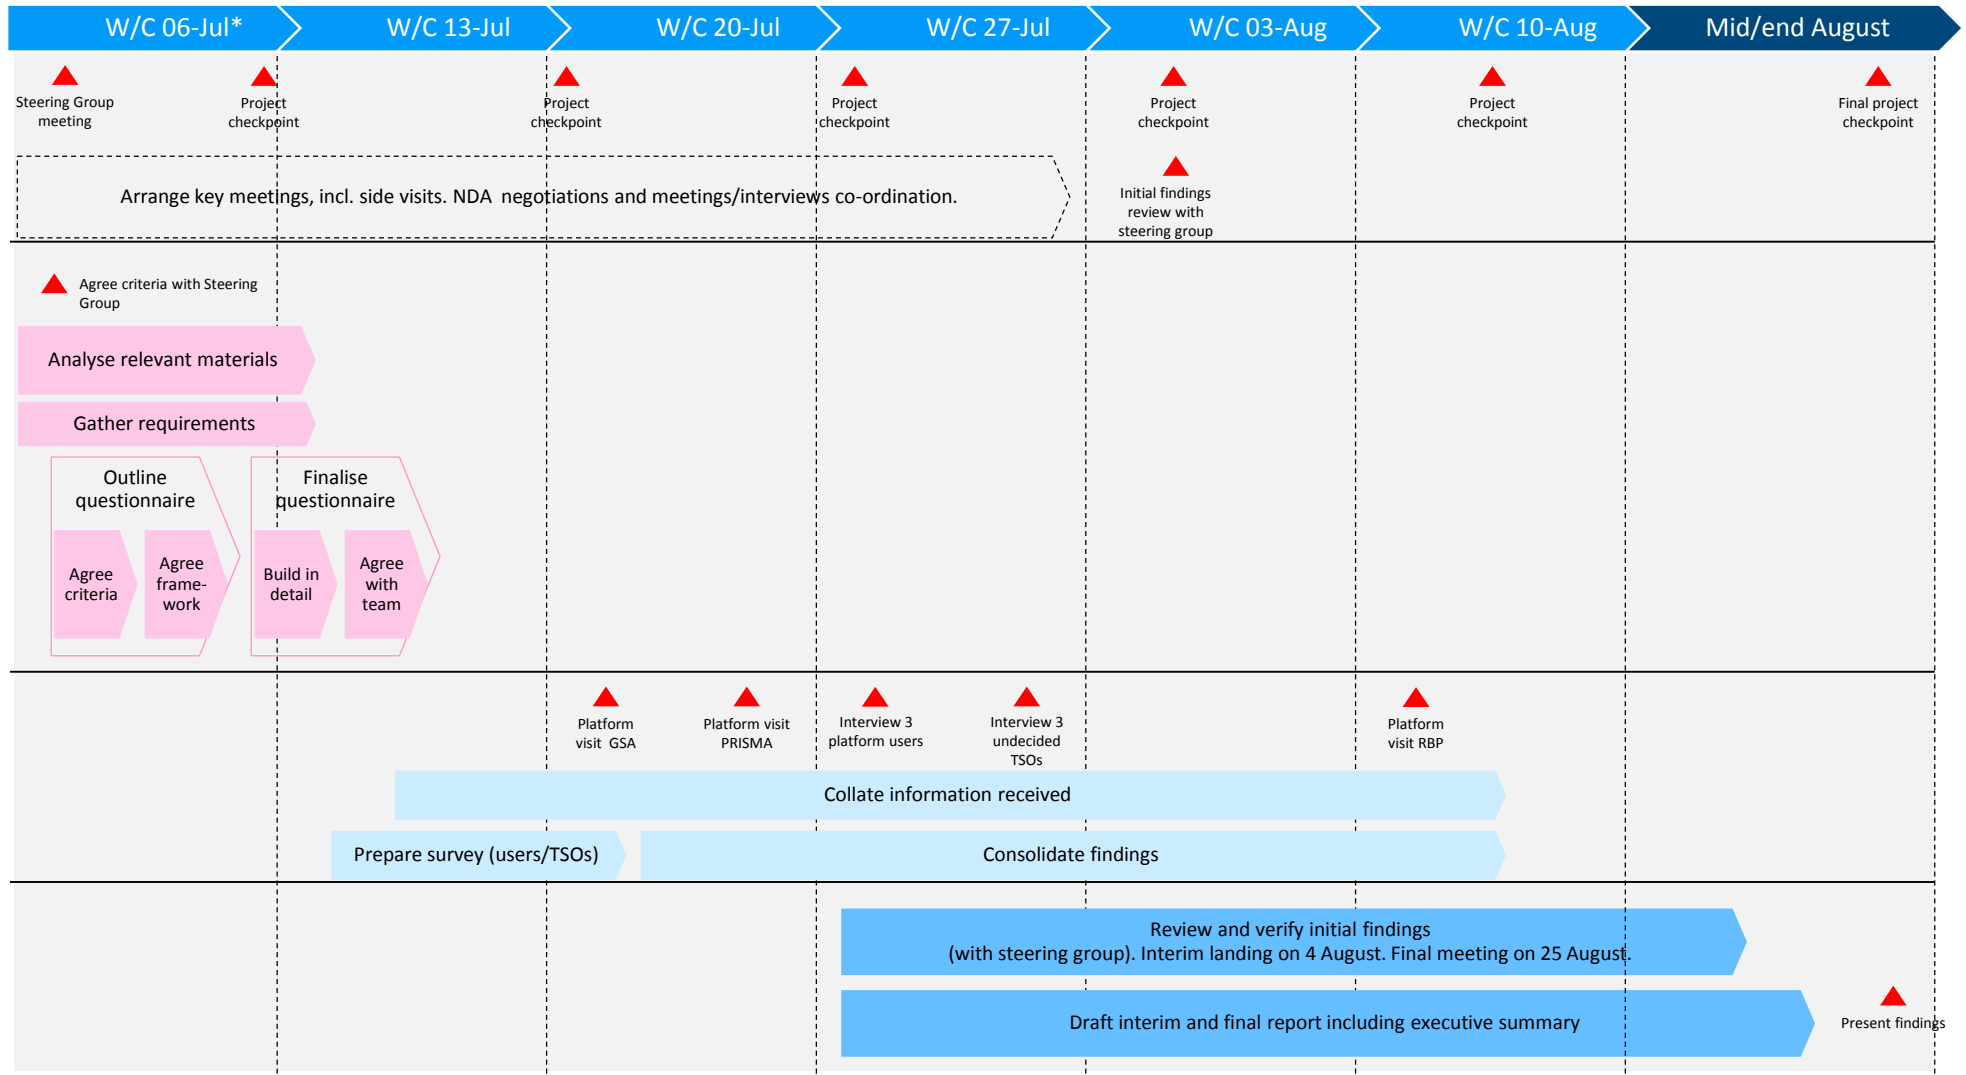 W/C 06-Jul*
W/C 13-Jul
W/C 20-Jul
W/C 27-Jul
W/C 03-Aug
W/C 10-Aug
Mid/end August
Steering Group
meeting
Project
checkpoint
Project
checkpoint
Project
checkpoint
Project
checkpoint
Project
checkpoint
Final project
checkpoint
Arrange key meetings, incl. side visits. NDA negotiations and meetings/interviews co-ordination.
Initial findings
review with
steering group
Agree criteria with Steering
Group
Analyse relevant materials
Gather requirements
Outline
questionnaire
Finalise
questionnaire
Agree
criteria
Agree
frame-
work
Build in
detail
Agree
with
team
Platform
visit GSA
Platform visit
PRISMA
Interview 3
platform users
Interview 3
undecided
TSOs
Platform
visit RBP
Collate information received
Prepare survey (users/TSOs)
Consolidate findings
Review and verify initial findings
(with steering group). Interim landing on 4 August. Final meeting on 25 August.
Draft interim and final report including executive summary
Present findings